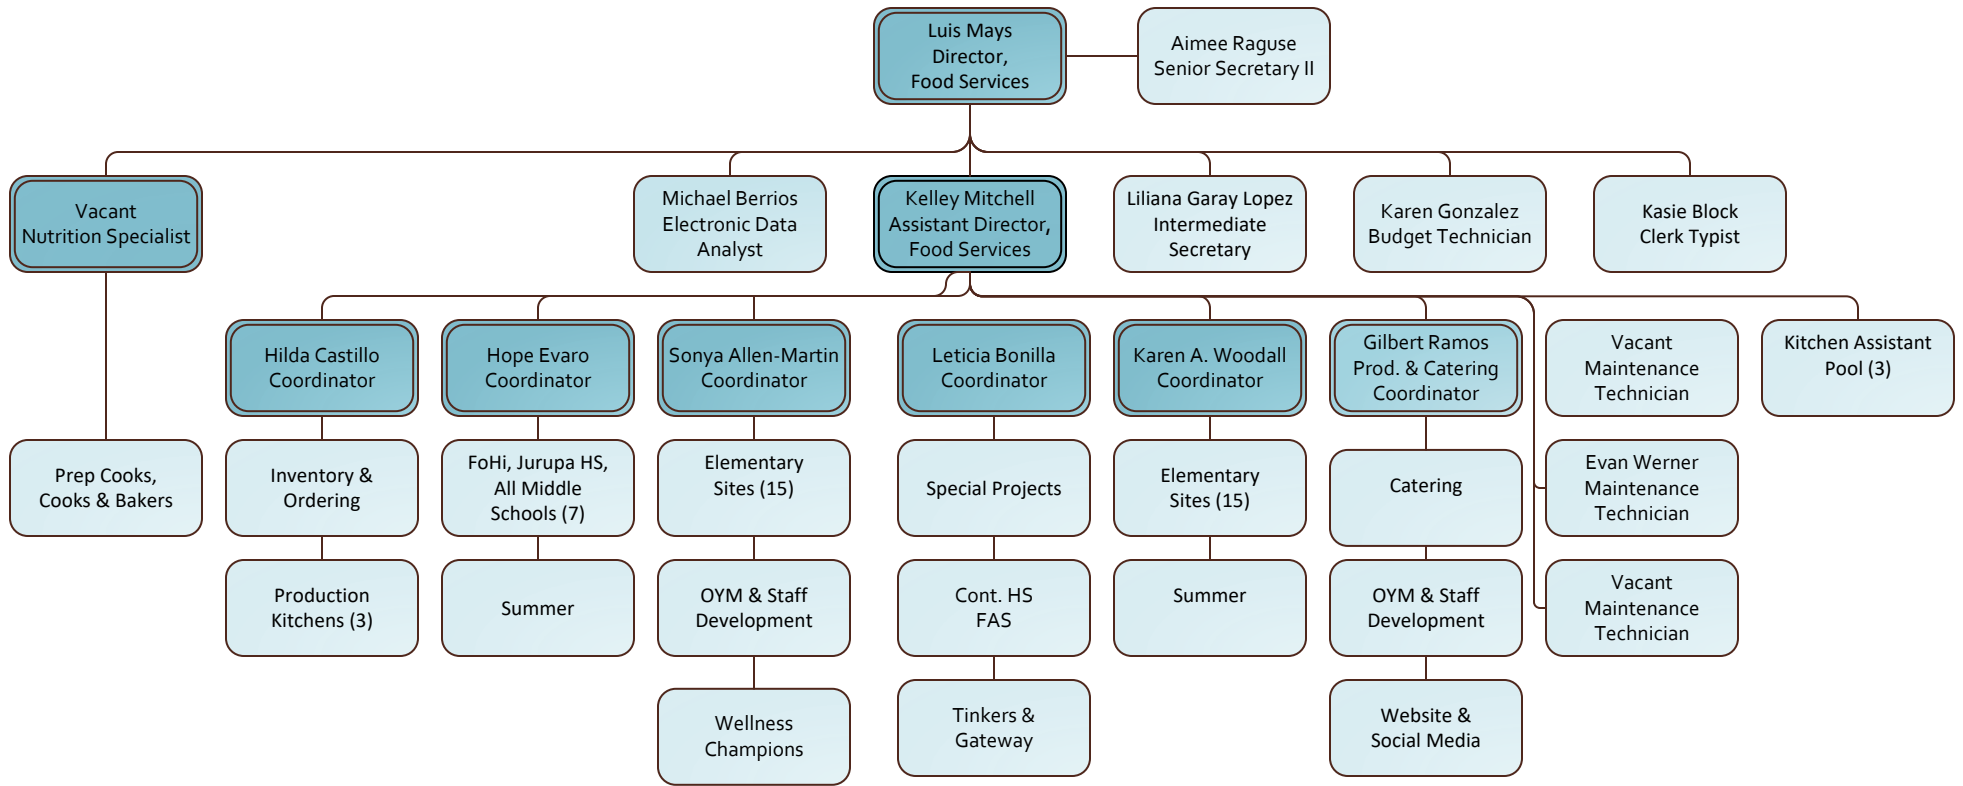 Luis Mays
Director,
Food Services
Aimee Raguse
Senior Secretary II
Vacant
Nutrition Specialist
Michael Berrios
Electronic Data
Analyst
Kelley Mitchell
Assistant Director,
Food Services
Liliana Garay Lopez
Intermediate
Secretary
Karen Gonzalez
Budget Technician
Kasie Block
Clerk Typist
Hilda Castillo
Coordinator
Hope Evaro
Coordinator
Sonya Allen-Martin
Coordinator
Leticia Bonilla
Coordinator
Karen A. Woodall
Coordinator
Gilbert Ramos
Prod. & Catering
Coordinator
Vacant
Maintenance
Technician
Kitchen Assistant
Pool (3)
Prep Cooks,
Cooks & Bakers
Inventory &
Ordering
FoHi, Jurupa HS,
All Middle
Schools (7)
Elementary
Sites (15)
Special Projects
Elementary
Sites (15)
Catering
Evan Werner
Maintenance
Technician
Production
Kitchens (3)
Summer
OYM & Staff
Development
Cont. HS
FAS
Summer
OYM & Staff
Development
Vacant
Maintenance
Technician
Wellness
Champions
Tinkers &
Gateway
Website &
Social Media